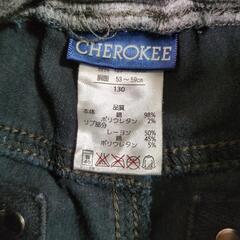 CHEROKEE
胴囲 53～59cm
130
品質
本体 綿 98%
ポリウレタン 2%
リブ部分
レーヨン 50%
綿 45%
ポリウレタン 5%